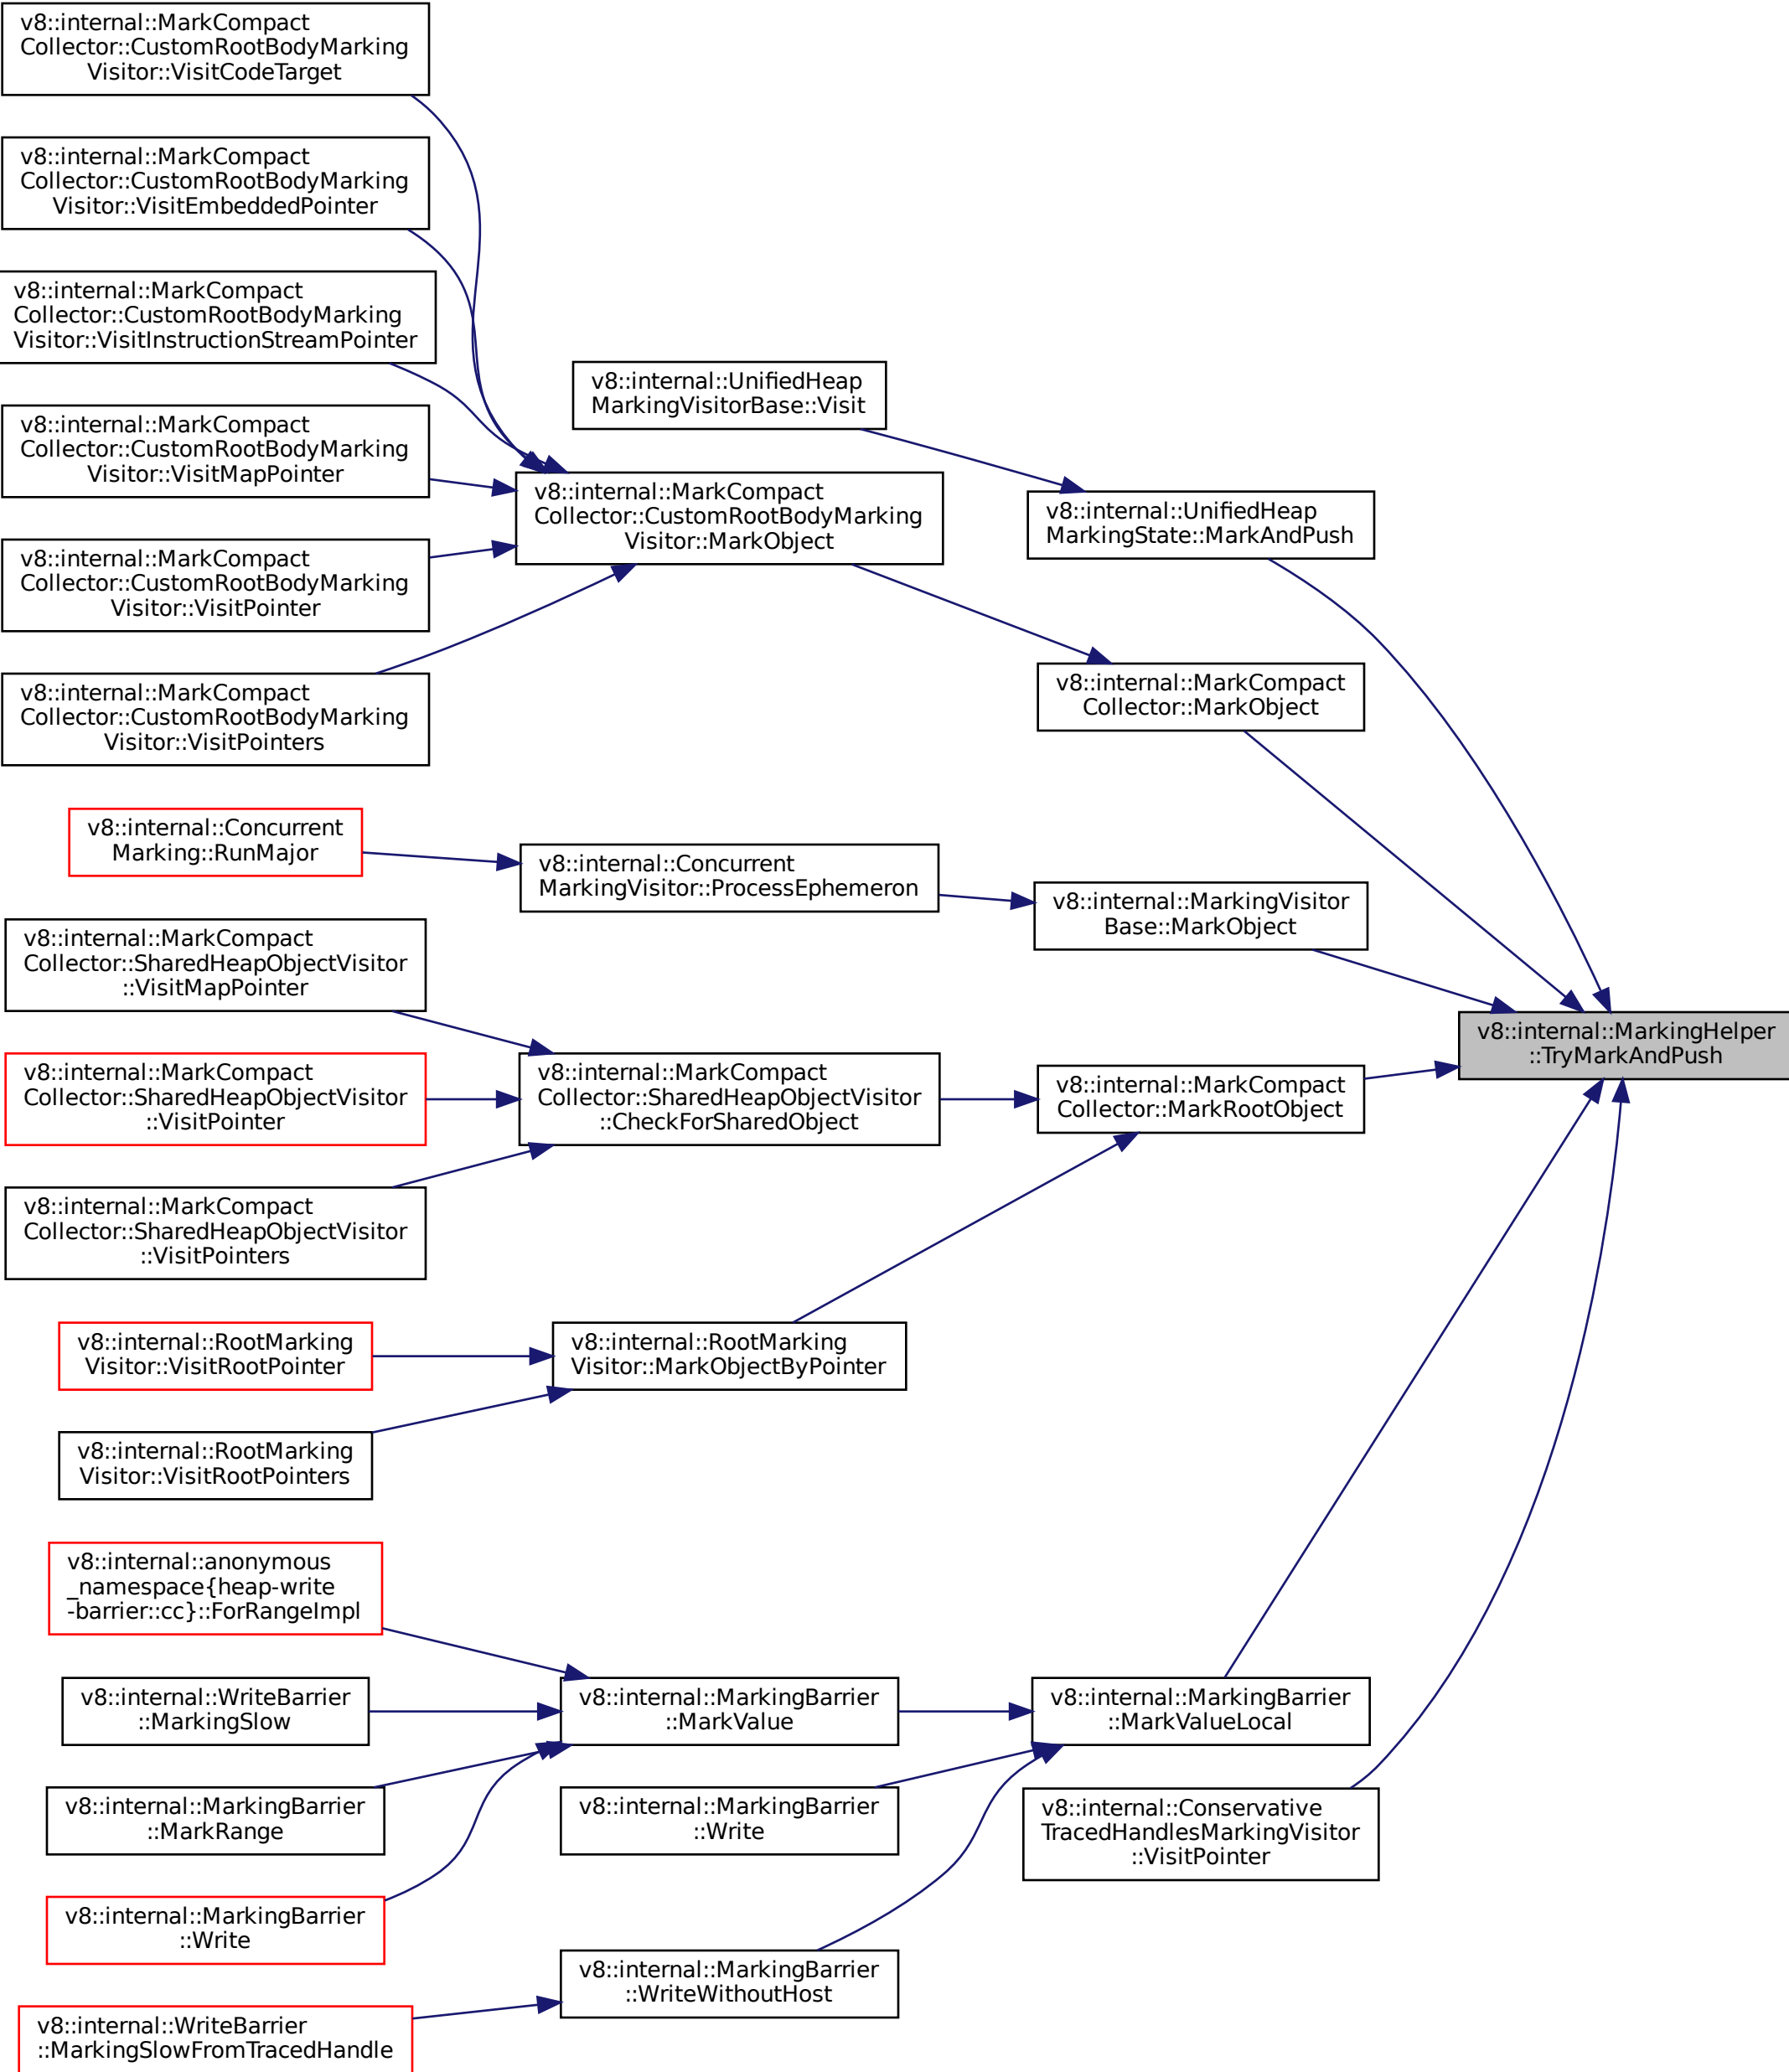 v8::internal::MarkCompact
Collector::CustomRootBodyMarking
Visitor::VisitCodeTarget
v8::internal::MarkCompact
Collector::CustomRootBodyMarking
Visitor::VisitEmbeddedPointer
v8::internal::MarkCompact
Collector::CustomRootBodyMarking
Visitor::VisitInstructionStreamPointer
v8::internal::MarkCompact
Collector::CustomRootBodyMarking
Visitor::VisitMapPointer
v8::internal::MarkCompact
Collector::CustomRootBodyMarking
Visitor::VisitPointer
v8::internal::MarkCompact
Collector::CustomRootBodyMarking
Visitor::VisitPointers
v8::internal::Concurrent
Marking::RunMajor
v8::internal::MarkCompact
Collector::SharedHeapObjectVisitor
::VisitMapPointer
v8::internal::MarkCompact
Collector::SharedHeapObjectVisitor
::VisitPointer
v8::internal::MarkCompact
Collector::SharedHeapObjectVisitor
::VisitPointers
v8::internal::RootMarking
Visitor::VisitRootPointer
v8::internal::RootMarking
Visitor::VisitRootPointers
v8::internal::anonymous
_namespace{heap-write
-barrier::cc}::ForRangeImpl
v8::internal::WriteBarrier
::MarkingSlow
v8::internal::MarkingBarrier
::MarkRange
v8::internal::MarkingBarrier
::Write
v8::internal::WriteBarrier
::MarkingSlowFromTracedHandle
v8::internal::UnifiedHeap
MarkingVisitorBase::Visit
v8::internal::MarkCompact
Collector::CustomRootBodyMarking
Visitor::MarkObject
v8::internal::Concurrent
MarkingVisitor::ProcessEphemeron
v8::internal::MarkCompact
Collector::SharedHeapObjectVisitor
::CheckForSharedObject
v8::internal::RootMarking
Visitor::MarkObjectByPointer
v8::internal::MarkingBarrier
::MarkValue
v8::internal::MarkingBarrier
::Write
v8::internal::MarkingBarrier
::WriteWithoutHost
v8::internal::UnifiedHeap
MarkingState::MarkAndPush
v8::internal::MarkCompact
Collector::MarkObject
v8::internal::MarkingVisitor
Base::MarkObject
v8::internal::MarkCompact
Collector::MarkRootObject
v8::internal::MarkingBarrier
::MarkValueLocal
v8::internal::Conservative
TracedHandlesMarkingVisitor
::VisitPointer
v8::internal::MarkingHelper
::TryMarkAndPush